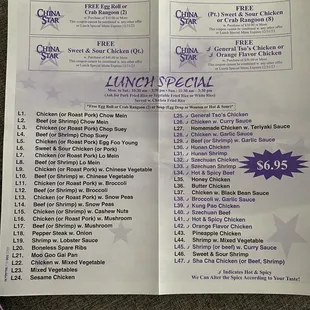 CHINA STAR
FREE Egg Roll or
Crab Rangoon (2)
CHINA STAR
FREE
(Pt.) Sweet & Sour Chicken
or Crab Rangoon (8)
CHINA STAR
FREE
Sweet & Sour Chicken (Qt.)
CHINA STAR
FREE
General Tso's Chicken or
Orange Flavor Chicken
LUNCH SPECIAL
L1. Chicken (or Roast Pork) Chow Mein
L2. Beef (or Shrimp) Chow Mein
L3. Chicken (or Roast Pork) Chop Suey
L4. Beef (or Shrimp) Chop Suey
L5. Chicken (or Roast Pork) Egg Foo Young
L6. Sweet & Sour Chicken (or Pork)
L7. Chicken (or Roast Pork) Lo Mein
L8. Beef (or Shrimp) Lo Mein
L9. Chicken (or Roast Pork) w. Chinese Vegetable
L10. Beef (or Shrimp) w. Chinese Vegetable
L11. Chicken (or Roast Pork) w. Broccoli
L12. Beef (or Shrimp) w. Broccoli
L13. Chicken (or Roast Pork) w. Snow Peas
L14. Beef (or Shrimp) w. Snow Peas
L15. Chicken (or Shrimp) w. Cashew Nuts
L16. Chicken (or Roast Pork) w. Mushroom
L17. Beef (or Shrimp) w. Mushroom
L18. Pepper Steak w. Onion
L19. Shrimp w. Lobster Sauce
L20. Boneless Spare Ribs
L21. Moo Goo Gai Pan
L22. Chicken w. Mixed Vegetable
L23. Mixed Vegetables
L24. Sesame Chicken
L25. General Tso's Chicken
L26. Chicken w. Curry Sauce
L27. Homemade Chicken w. Teriyaki Sauce
L28. Chicken w. Garlic Sauce
L29. Beef (or Shrimp) w. Garlic Sauce
L30. Hunan Chicken
L31. Hunan Shrimp
L32. Szechuan Chicken
L33. Szechuan Shrimp
L34. Hot & Spicy Beef
L35. Honey Chicken
L36. Butter Chicken
L37. Chicken w. Black Bean Sauce
L38. Broccoli w. Garlic Sauce
L39. Kung Pao Chicken
L40. Szechuan Beef
L41. Hot & Spicy Chicken
L42. Orange Flavor Chicken
L43. Pineapple Chicken
L44. Shrimp w. Mixed Vegetable
L45. Shrimp (or beef) w. Curry Sauce
L46. Sweet & Sour Shrimp
L47. Sha Cha Chicken (or Beef, Shrimp)
$6.95
Indicates Hot & Spicy
We Can Alter the Spice According to Your Taste!